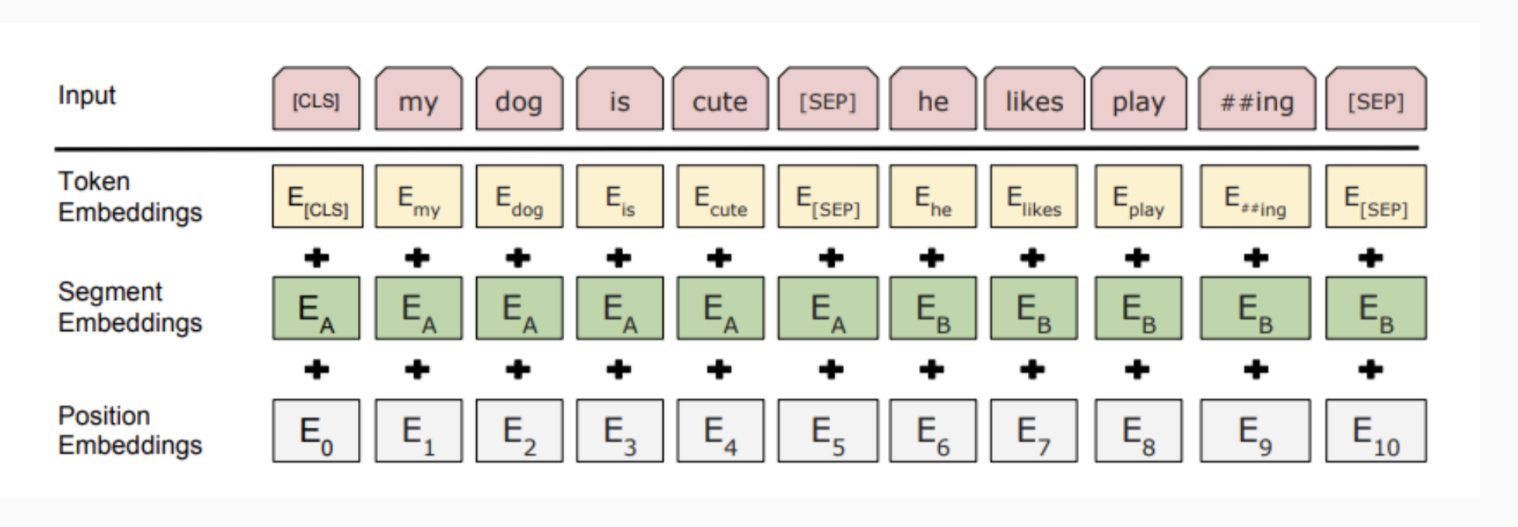 Input [CLS] my dog is cute [SEP] he likes play ##ing [SEP]
Token
Embeddings E[CLS] Emy Edog Eis Ecute E[SEP] Ehe Elikes Eplay E##ing E[SEP]
+ + + + + + + + + + +
Segment
Embeddings EA EA EA EA EA EA EB EB EB EB EB
+ + + + + + + + + + +
Position
Embeddings E0 E1 E2 E3 E4 E5 E6 E7 E8 E9 E10